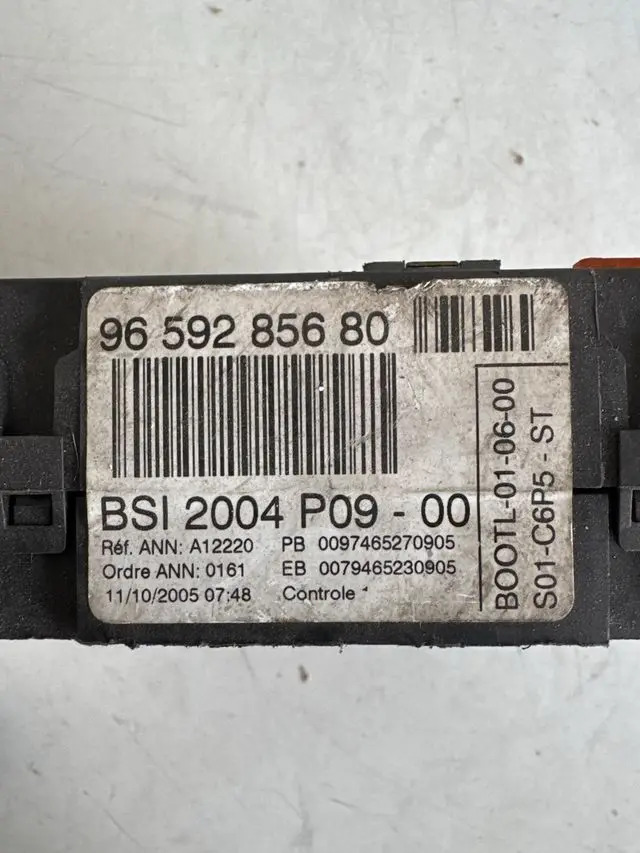 96 592 856 80
BSI 2004 P09 - 00
Réf. ANN: A12220 PB 0097465270905
Ordre ANN: 0161 EB 0079465230905
11/10/2005 07:48 Controle
BOOTL-01-06-00
S01-C6P5 - ST